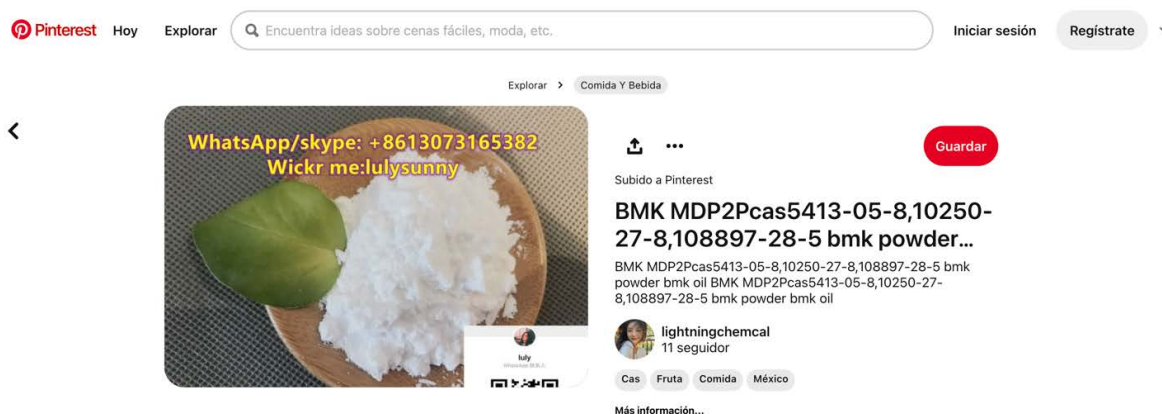 Pinterest Hoy Explorar Encuentra ideas sobre cenas fáciles, moda, etc. Iniciar sesión Regístrate
Explorar > Comida Y Bebida
WhatsApp/skype: +8613073165382
Wickr me:lulysunny
luly
Guardar
Subido a Pinterest
BMK MDP2Pcas5413-05-8,10250-
27-8,108897-28-5 bmk powder...
BMK MDP2Pcas5413-05-8,10250-27-8,108897-28-5 bmk
powder bmk oil BMK MDP2Pcas5413-05-8,10250-27-
8,108897-28-5 bmk powder bmk oil
lightningchemcal
11 seguidor
Cas Fruta Comida México
Más información...